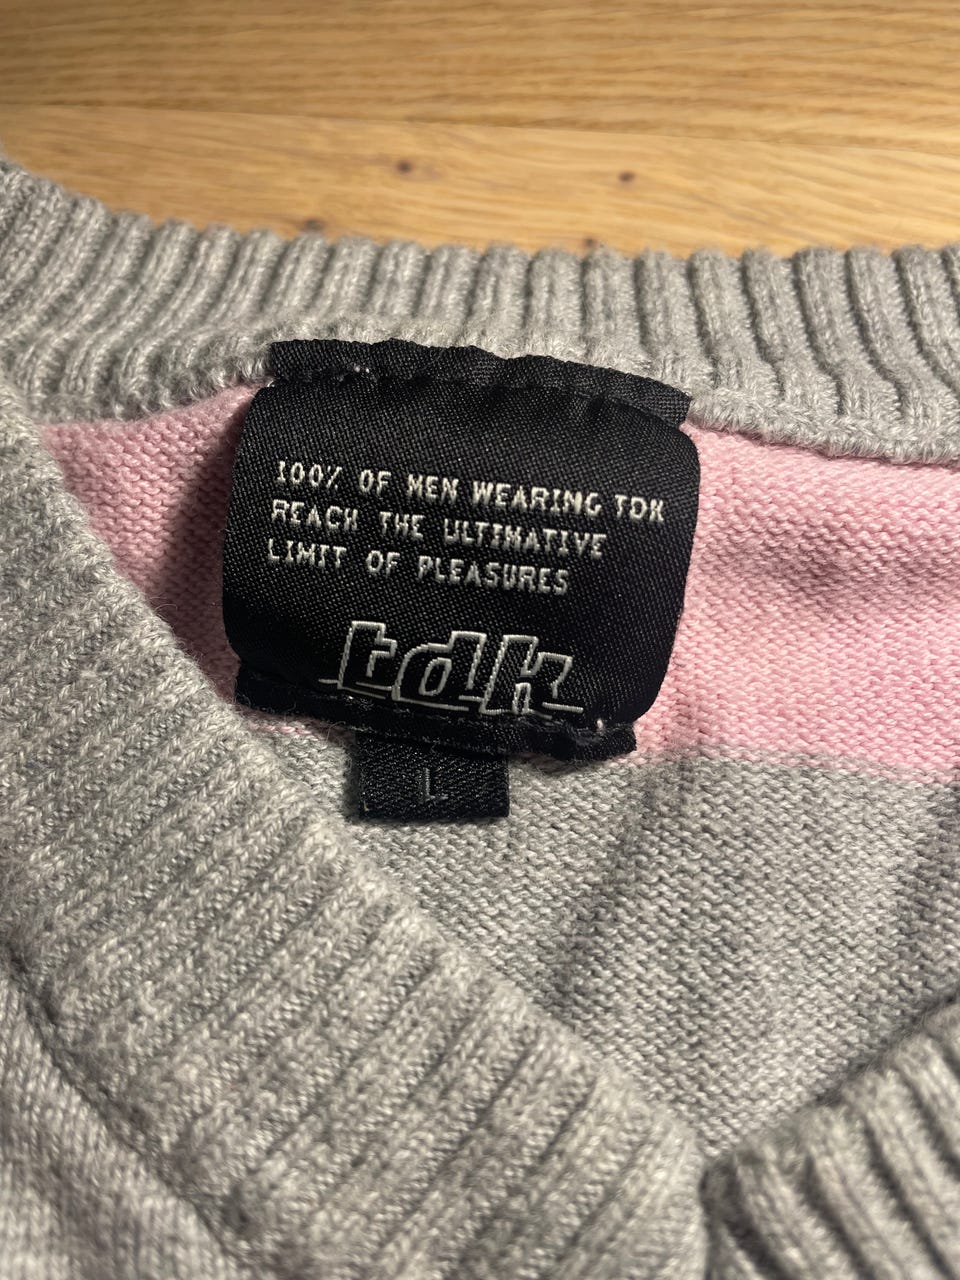 100% OF MEN WEARING TDK
REACH THE ULTIMATIVE
LIMIT OF PLEASURES
tdk
L